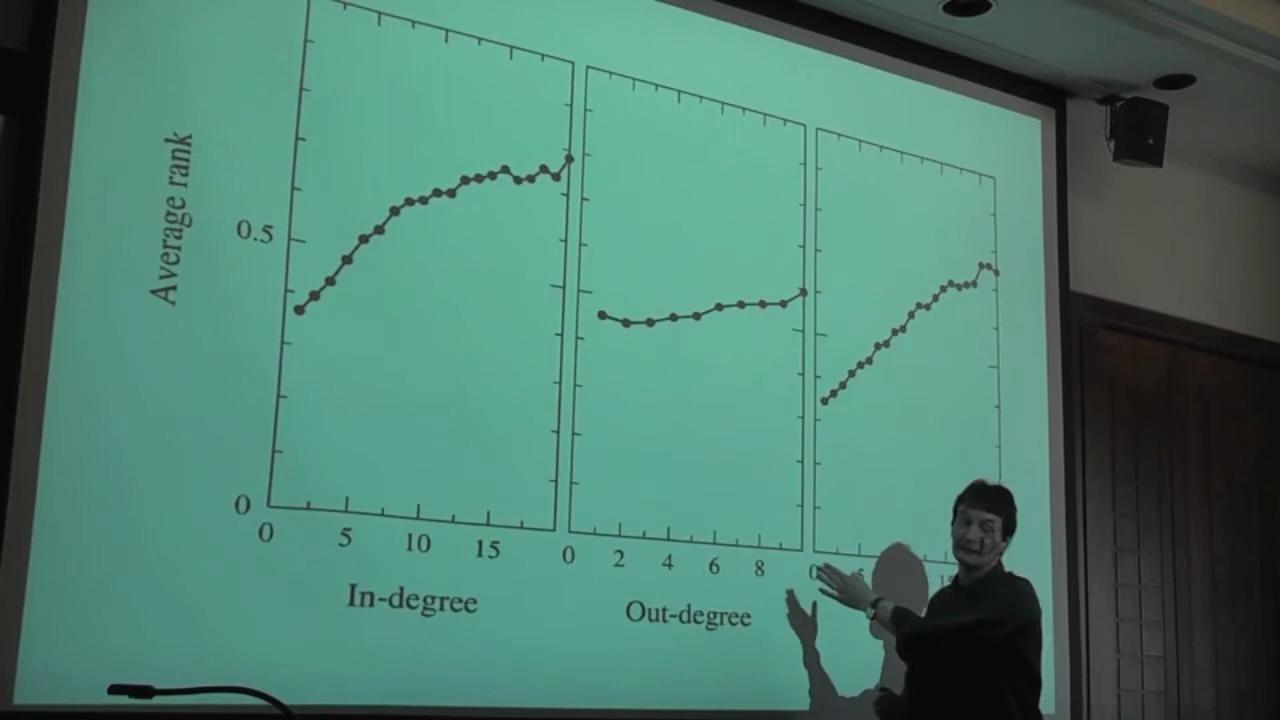 Average rank
0.5
0
0 5 10 15
In-degree
0 2 4 6 8
Out-degree